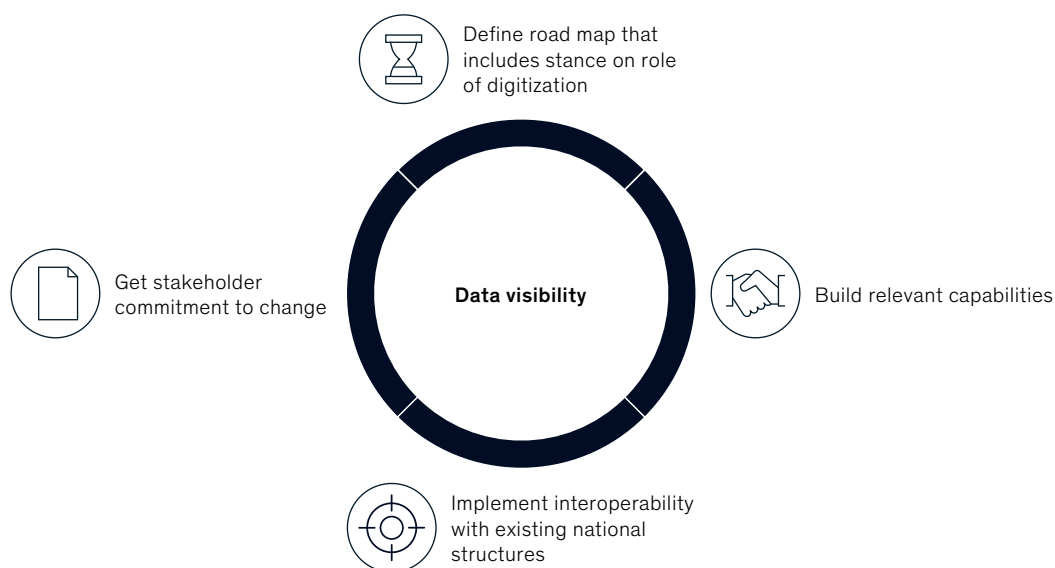 Define road map that
includes stance on role
of digitization
Get stakeholder
commitment to change
Data visibility
Build relevant capabilities
Implement interoperability
with existing national
structures